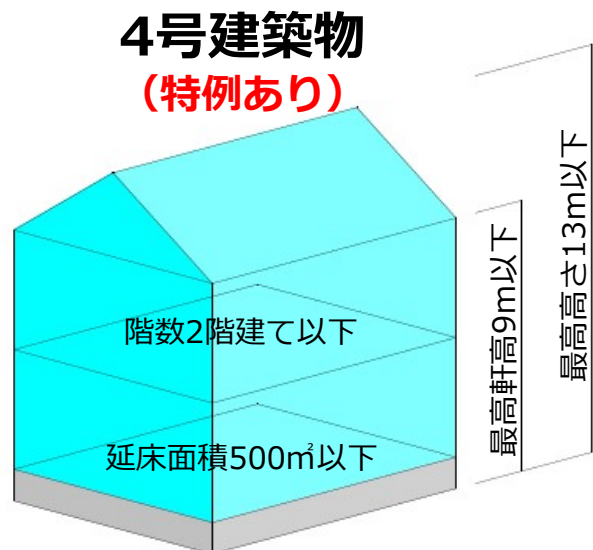 4号建築物
（特例あり）
最高高さ13m以下
最高軒高9m以下
階数2階建て以下
延床面積500㎡以下